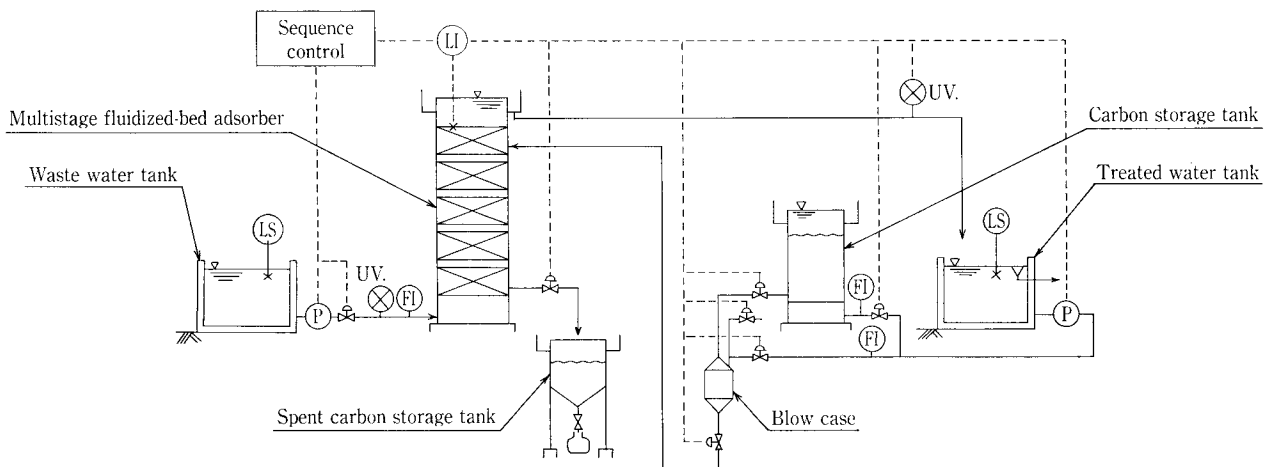 Sequence
control
LI
UV.
Multistage fluidized-bed adsorber
Carbon storage tank
Waste water tank
Treated water tank
LS
LS
UV.
FI
FI
P
P
FI
Spent carbon storage tank
Blow case